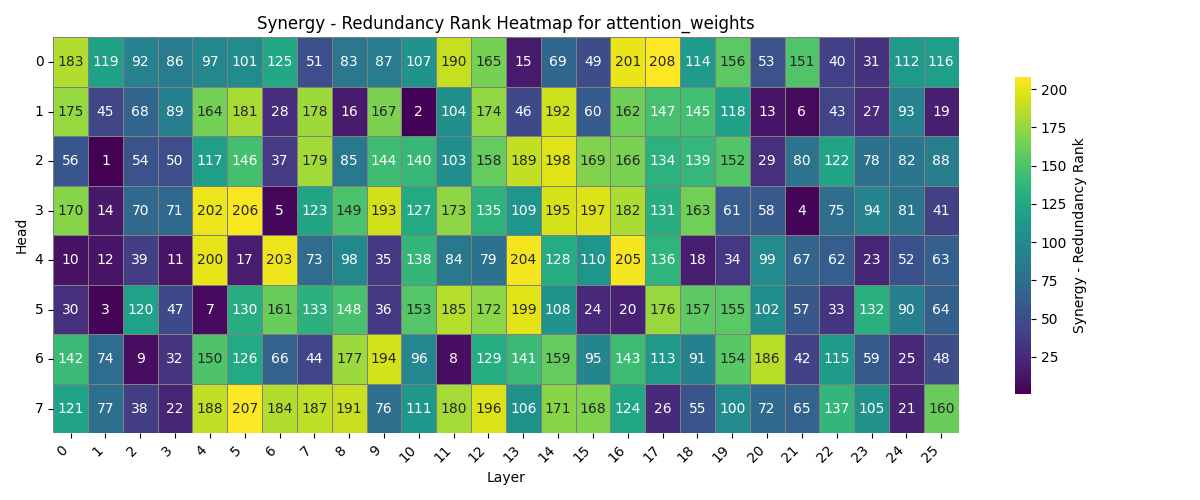 Synergy - Redundancy Rank Heatmap for attention_weights
0 183 119 92 86 97 101 125 51 83 87 107 190 165 15 69 49 201 208 114 156 53 151 40 31 112 116
1 175 45 68 89 164 181 28 178 16 167 2 104 174 46 192 60 162 147 145 118 13 6 43 27 93 19
2 56 1 54 50 117 146 37 179 85 144 140 103 158 189 198 169 166 134 139 152 29 80 122 78 82 88
3 170 14 70 71 202 206 5 123 149 193 127 173 135 109 195 197 182 131 163 61 58 4 75 94 81 41
4 10 12 39 11 200 17 203 73 98 35 138 84 79 204 128 110 205 136 18 34 99 67 62 23 52 63
5 30 3 120 47 7 130 161 133 148 36 153 185 172 199 108 24 20 176 157 155 102 57 33 132 90 64
6 142 74 9 32 150 126 66 44 177 194 96 8 129 141 159 95 143 113 91 154 186 42 115 59 25 48
7 121 77 38 22 188 207 184 187 191 76 111 180 196 106 171 168 124 26 55 100 72 65 137 105 21 160
0 1 2 3 4 5 6 7 8 9 10 11 12 13 14 15 16 17 18 19 20 21 22 23 24 25
Layer
Head
200
175
150
125
100
75
50
25
Synergy - Redundancy Rank